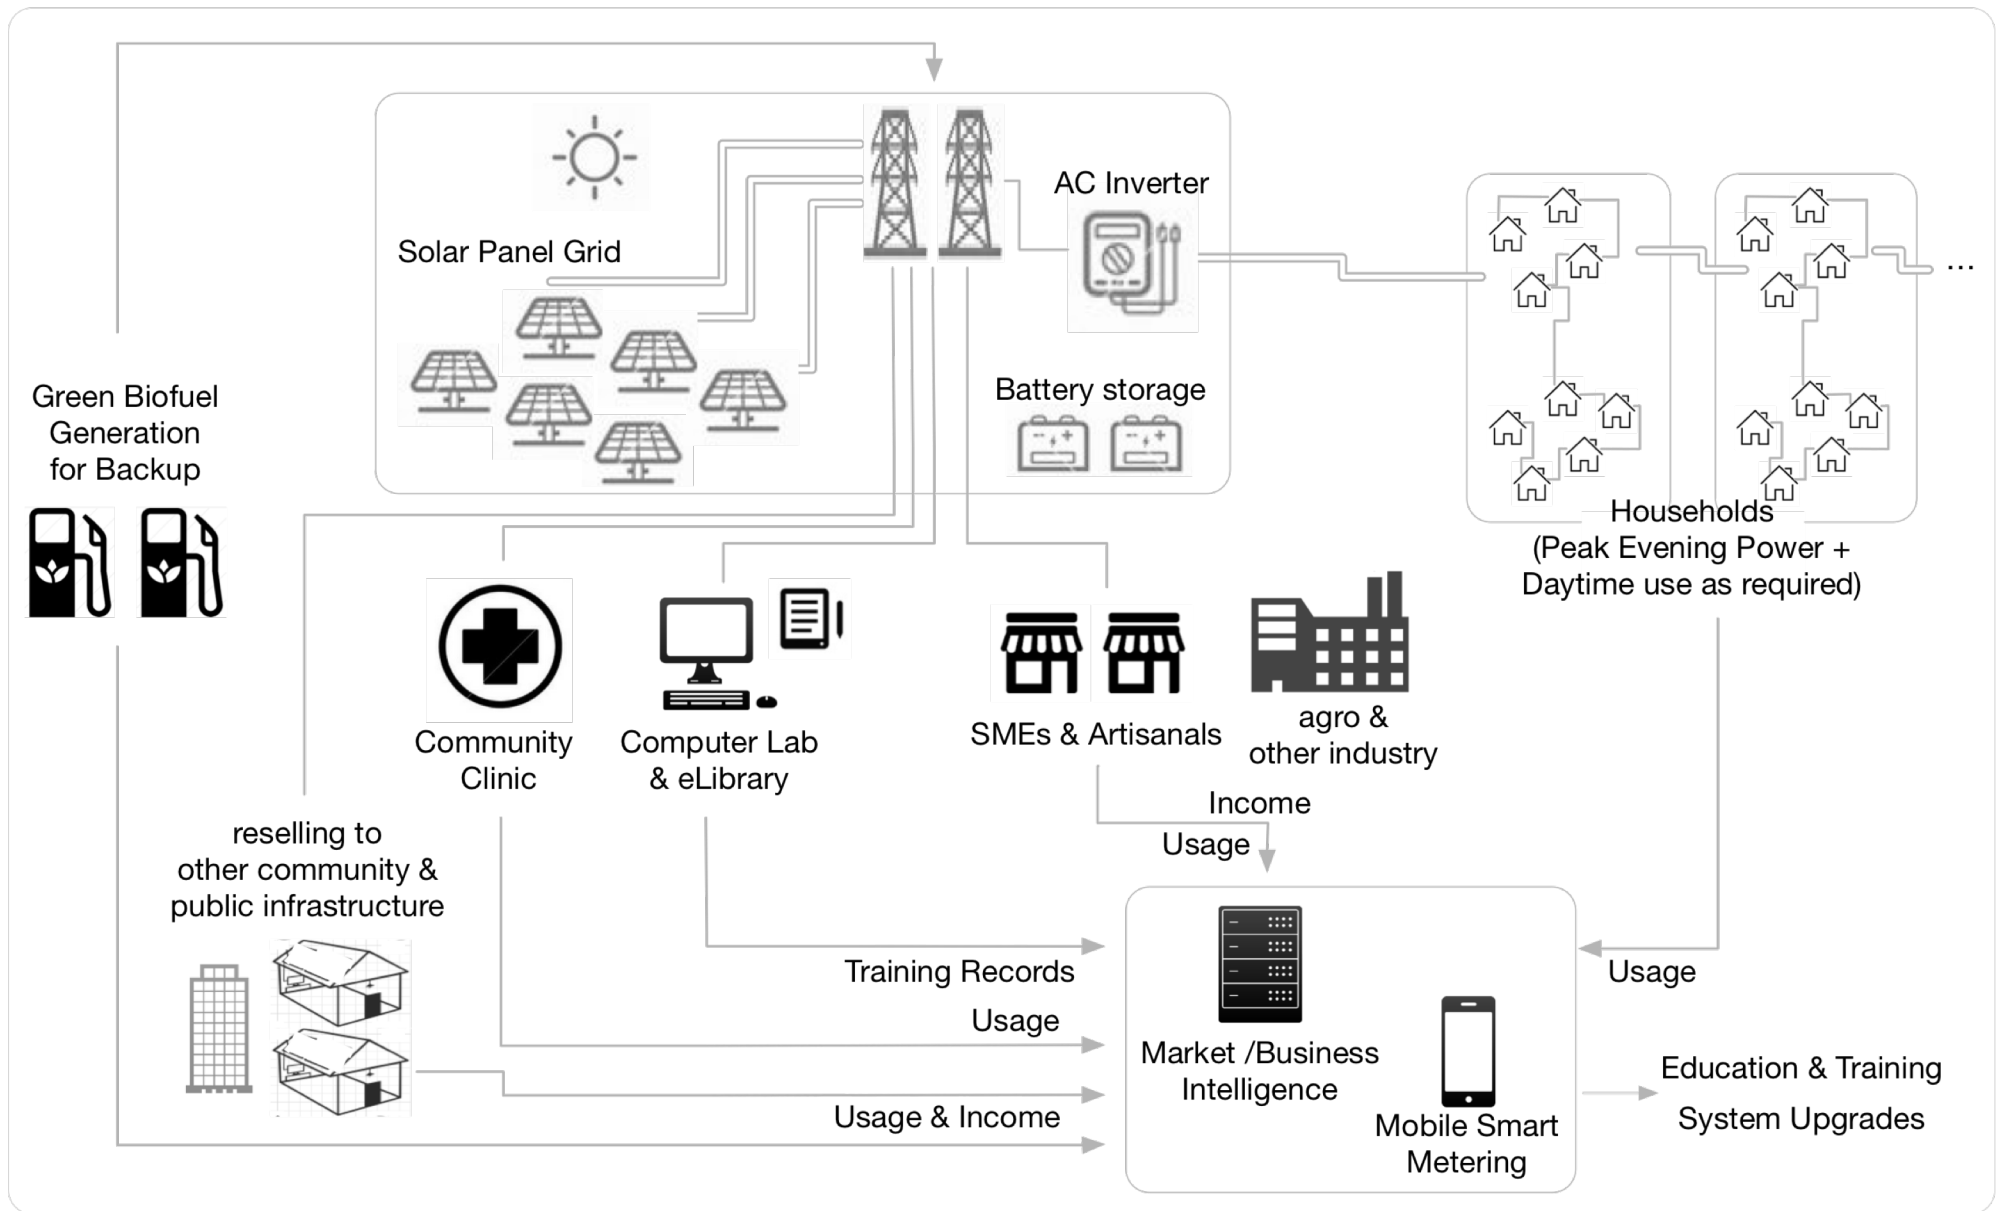 AC Inverter
Solar Panel Grid
...
Battery storage
Green Biofuel
Generation
for Backup
Households
(Peak Evening Power +
Daytime use as required)
Community
Clinic
Computer Lab
& eLibrary
SMEs & Artisanals
agro &
other industry
Income
Usage
reselling to
other community &
public infrastructure
Training Records
Usage
Usage
Market /Business
Intelligence
Usage & Income
Mobile Smart
Metering
Education & Training
System Upgrades